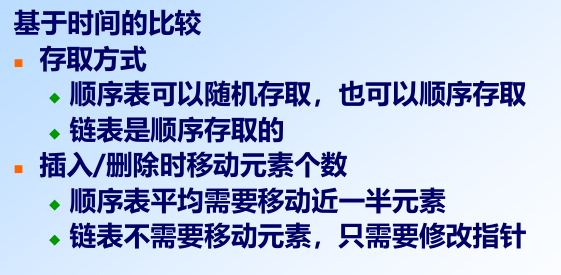 基于时间的比较
存取方式
顺序表可以随机存取，也可以顺序存取
链表是顺序存取的
插入/删除时移动元素个数
顺序表平均需要移动近一半元素
链表不需要移动元素，只需要修改指针